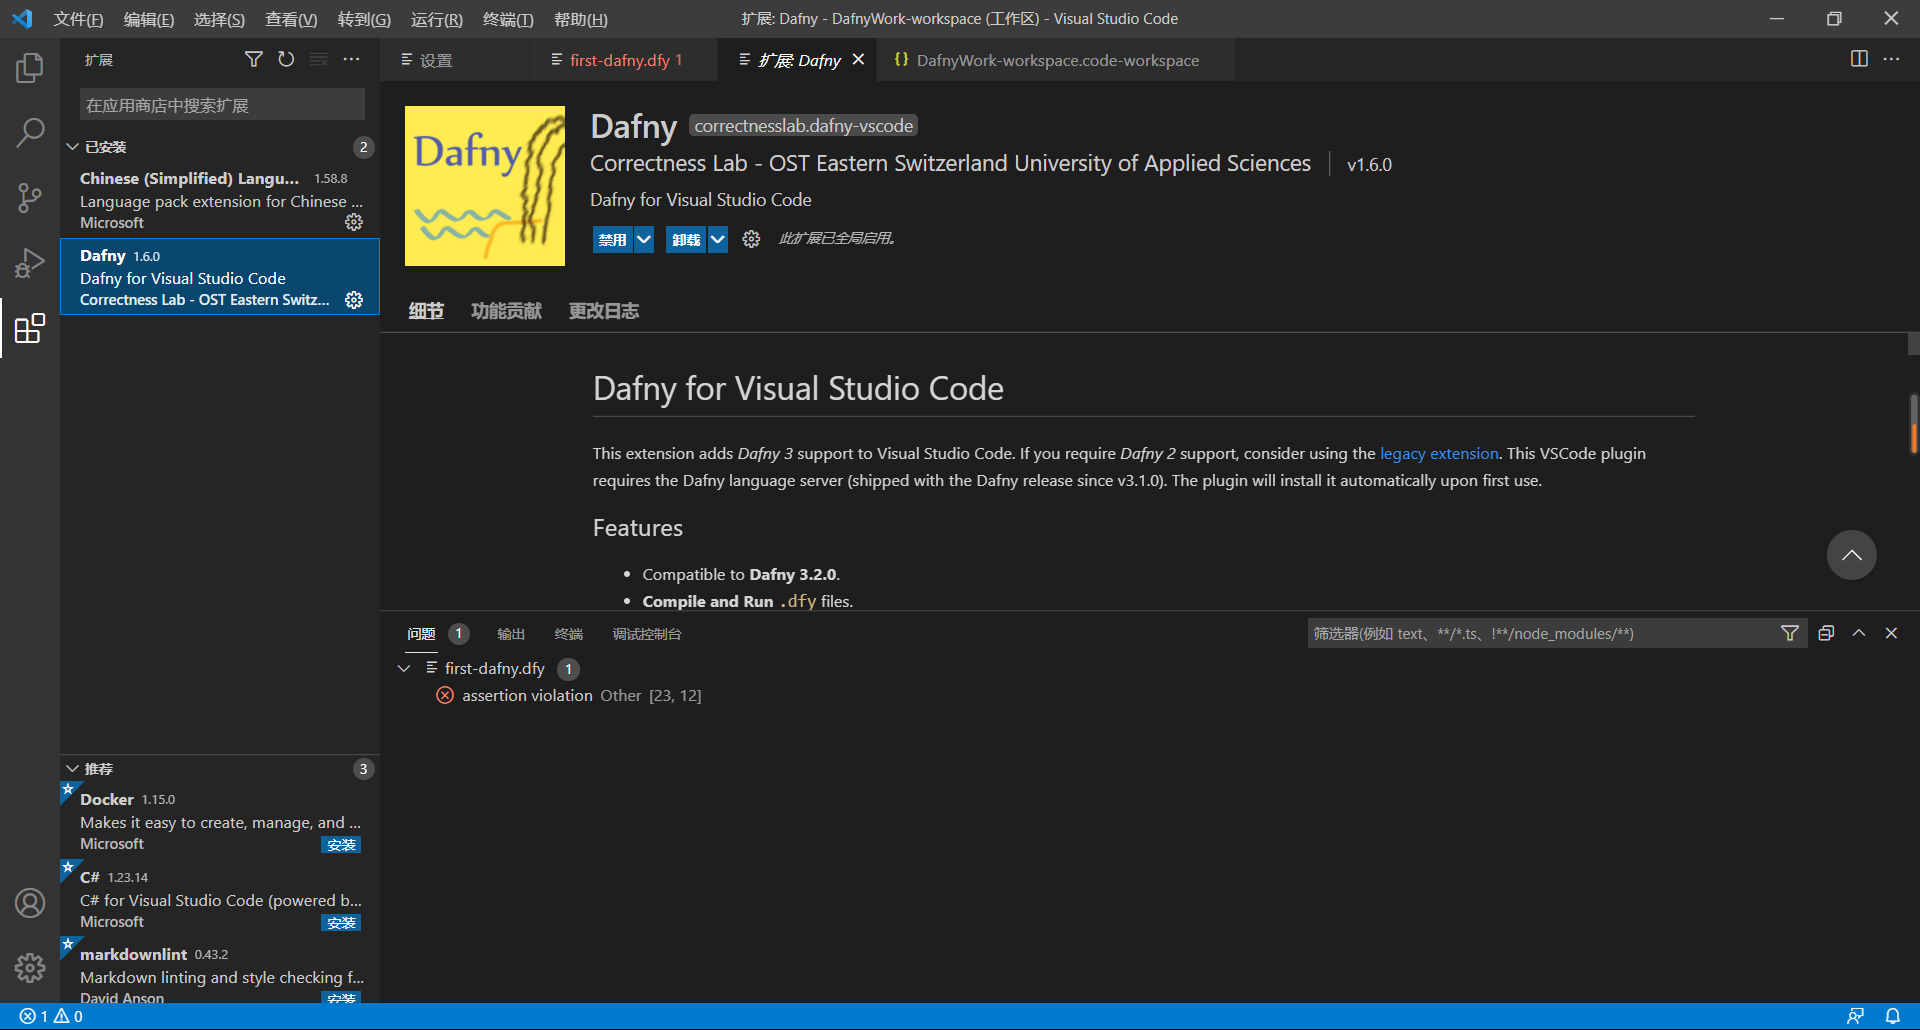 文件(F) 编辑(E) 选择(S) 查看(V) 转到(G) 运行(R) 终端(T) 帮助(H) 扩展: Dafny - DafnyWork-workspace (工作区) - Visual Studio Code
扩展
设置 first-dafny.dfy 1 扩展: Dafny DafnyWork-workspace.code-workspace
在应用商店中搜索扩展
已安装 2
Chinese (Simplified) Langu... 1.58.8
Language pack extension for Chinese ...
Microsoft
Dafny 1.6.0
Dafny for Visual Studio Code
Correctness Lab - OST Eastern Switz...
推荐 3
Docker 1.15.0
Makes it easy to create, manage, and ...
Microsoft 安装
C# 1.23.14
C# for Visual Studio Code (powered b...
Microsoft 安装
markdownlint 0.43.2
Markdown linting and style checking f...
David Anson 安装
Dafny
Dafny correctnesslab.dafny-vscode
Correctness Lab - OST Eastern Switzerland University of Applied Sciences v1.6.0
Dafny for Visual Studio Code
禁用 卸载 此扩展已全局启用。
细节 功能贡献 更改日志
Dafny for Visual Studio Code
This extension adds Dafny 3 support to Visual Studio Code. If you require Dafny 2 support, consider using the legacy extension. This VSCode plugin
requires the Dafny language server (shipped with the Dafny release since v3.1.0). The plugin will install it automatically upon first use.
Features
Compatible to Dafny 3.2.0.
Compile and Run .dfy files.
问题 1 输出 终端 调试控制台 筛选器(例如 text、**/*.ts、!**/node_modules/**)
first-dafny.dfy 1
assertion violation Other [23, 12]
1 0